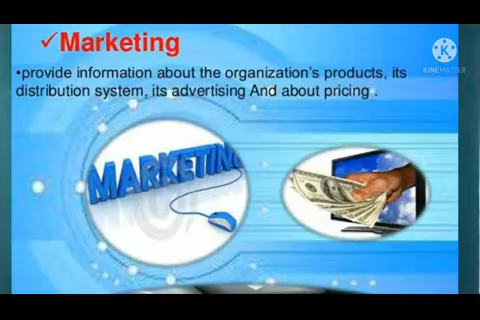 ✓Marketing
•provide information about the organization's products, its
distribution system, its advertising And about pricing .
KINEMASTER
MARKETING